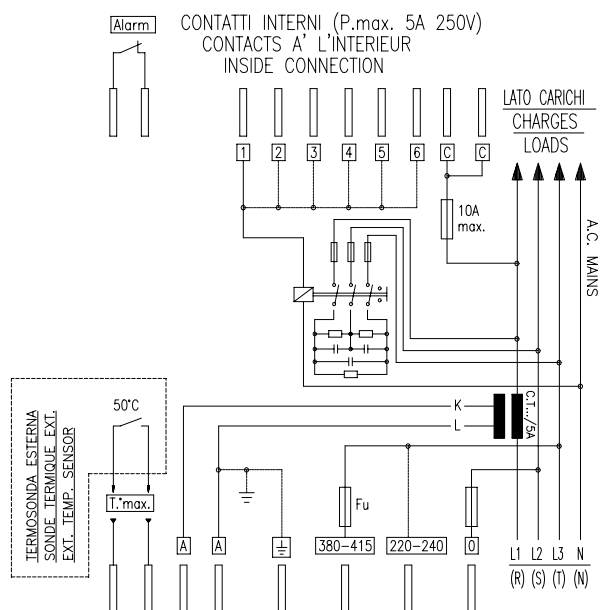 Alarm
CONTATTI INTERNI (P.max. 5A 250V)
CONTACTS A' L'INTERIEUR
INSIDE CONNECTION
LATO CARICHI
CHARGES
LOADS
1 2 3 4 5 6 C C
10A
max.
A.C. MAINS
TERMOSONDA ESTERNA
SONDE TERMIQUE EXT.
EXT. TEMP. SENSOR
50°C
T.°max.
K
L
C.T.../5A
Fu
A A 380-415 220-240 0
L1 L2 L3 N
(R) (S) (T) (N)